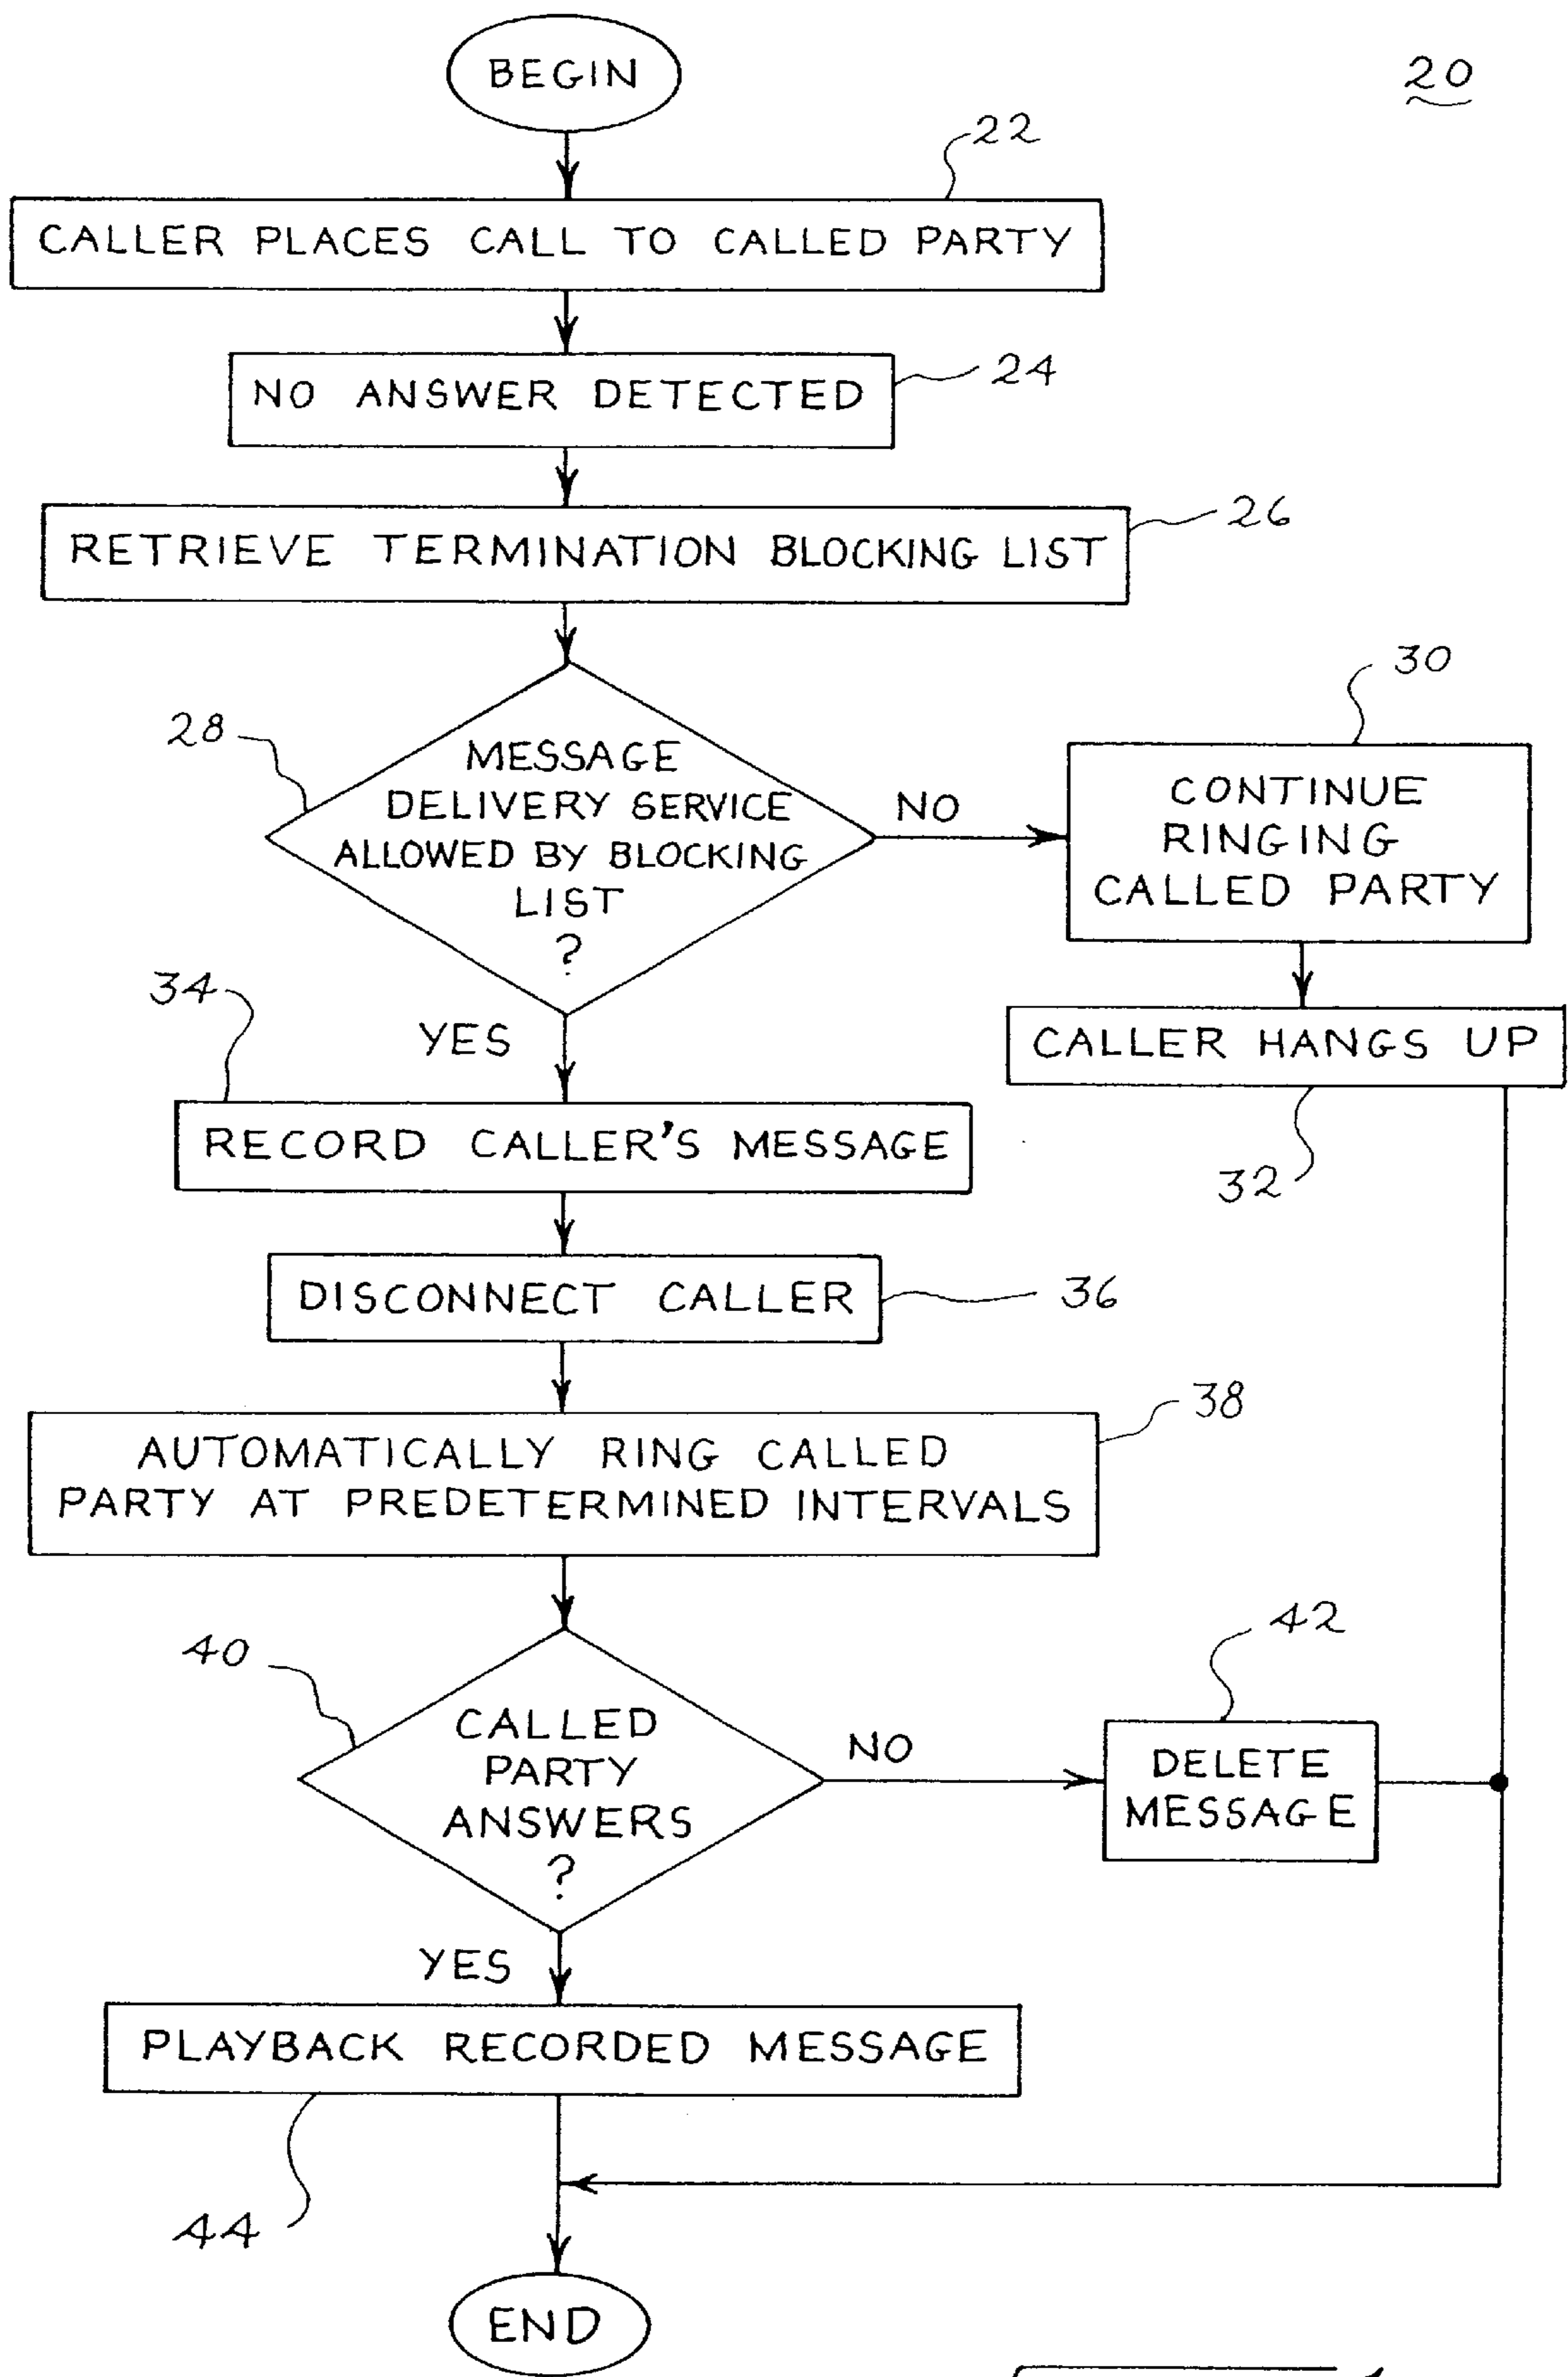 BEGIN
20
22
CALLER PLACES CALL TO CALLED PARTY
24
NO ANSWER DETECTED
26
RETRIEVE TERMINATION BLOCKING LIST
28
MESSAGE
DELIVERY SERVICE
ALLOWED BY BLOCKING
LIST
?
NO
30
CONTINUE
RINGING
CALLED PARTY
YES
CALLER HANGS UP
32
34
RECORD CALLER'S MESSAGE
DISCONNECT CALLER
36
38
AUTOMATICALLY RING CALLED
PARTY AT PREDETERMINED INTERVALS
40
CALLED
PARTY
ANSWERS
?
NO
42
DELETE
MESSAGE
YES
PLAYBACK RECORDED MESSAGE
44
END